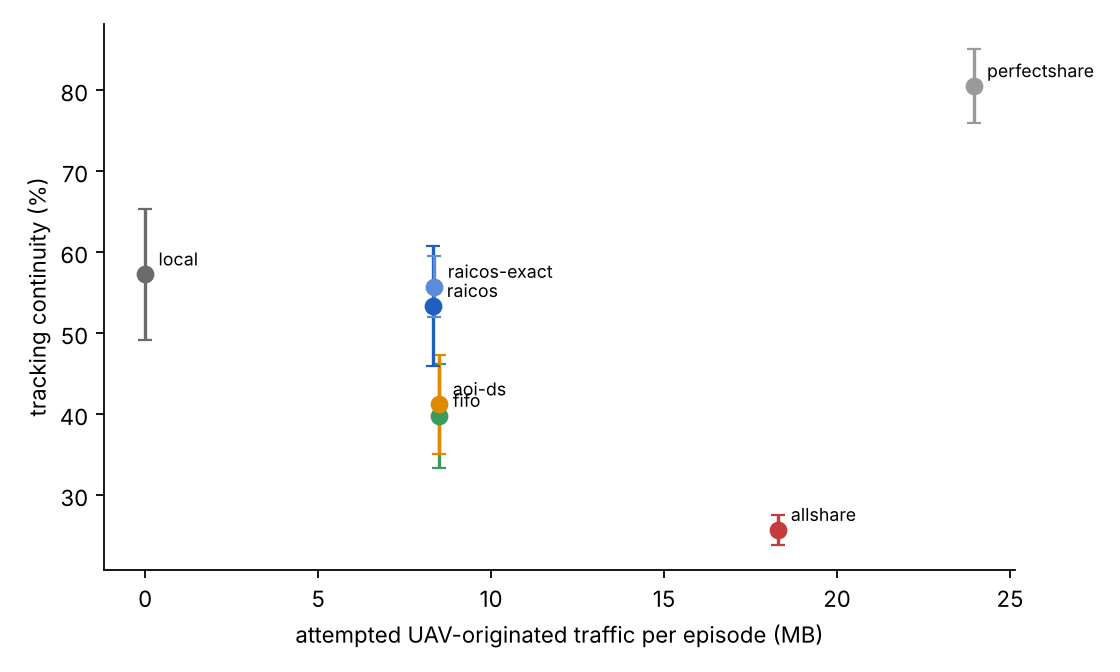 perfectshare
80
70
local
60
raicos-exact
raicos
50
aoi-ds
fifo
40
30
allshare
tracking continuity (%)
0 5 10 15 20 25
attempted UAV-originated traffic per episode (MB)